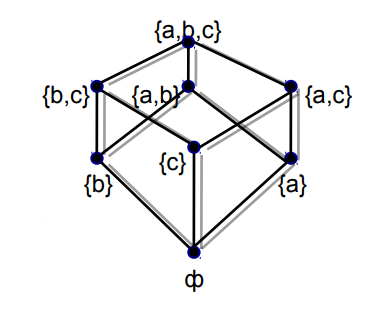 {a,b,c}
{b,c} {a,b} {a,c}
{c}
{b} {a}
ф